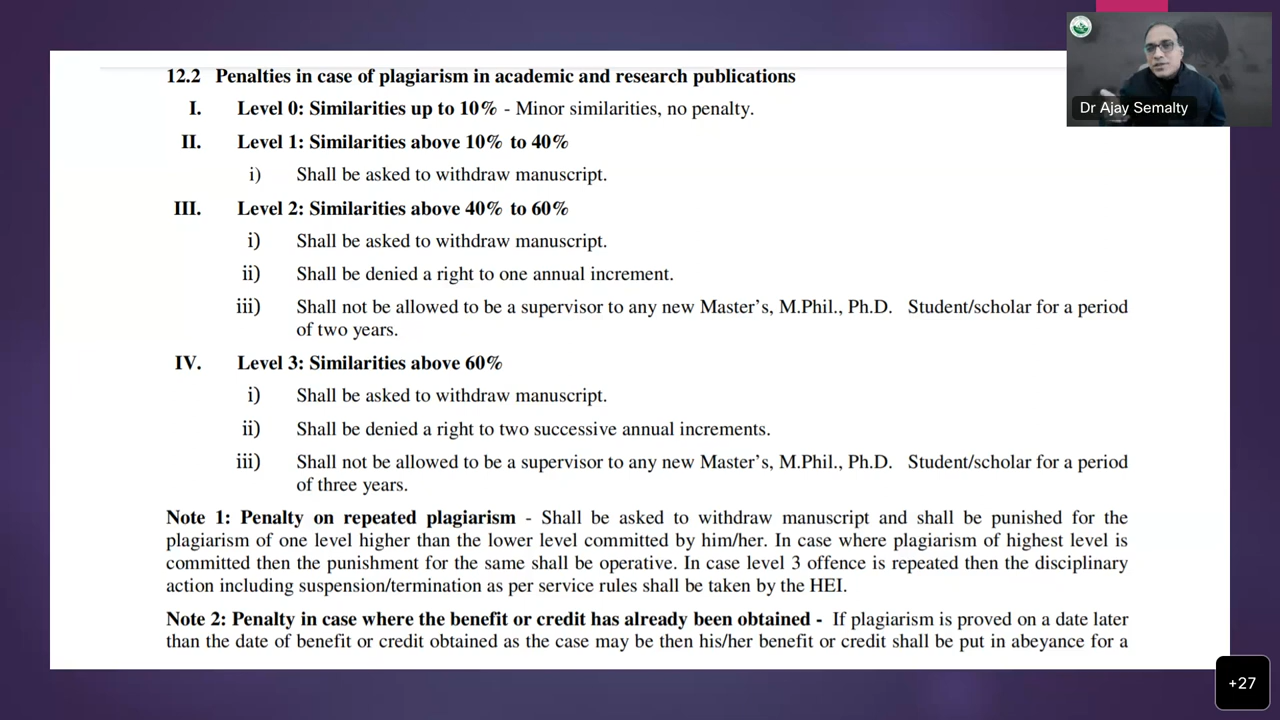 12.2 Penalties in case of plagiarism in academic and research publications
I. Level 0: Similarities up to 10% - Minor similarities, no penalty.
II. Level 1: Similarities above 10% to 40%
i) Shall be asked to withdraw manuscript.
III. Level 2: Similarities above 40% to 60%
i) Shall be asked to withdraw manuscript.
ii) Shall be denied a right to one annual increment.
iii) Shall not be allowed to be a supervisor to any new Master's, M.Phil., Ph.D. Student/scholar for a period
of two years.
IV. Level 3: Similarities above 60%
i) Shall be asked to withdraw manuscript.
ii) Shall be denied a right to two successive annual increments.
iii) Shall not be allowed to be a supervisor to any new Master's, M.Phil., Ph.D. Student/scholar for a period
of three years.
Note 1: Penalty on repeated plagiarism - Shall be asked to withdraw manuscript and shall be punished for the
plagiarism of one level higher than the lower level committed by him/her. In case where plagiarism of highest level is
committed then the punishment for the same shall be operative. In case level 3 offence is repeated then the disciplinary
action including suspension/termination as per service rules shall be taken by the HEI.
Note 2: Penalty in case where the benefit or credit has already been obtained - If plagiarism is proved on a date later
than the date of benefit or credit obtained as the case may be then his/her benefit or credit shall be put in abeyance for a
Dr Ajay Semalty
+27